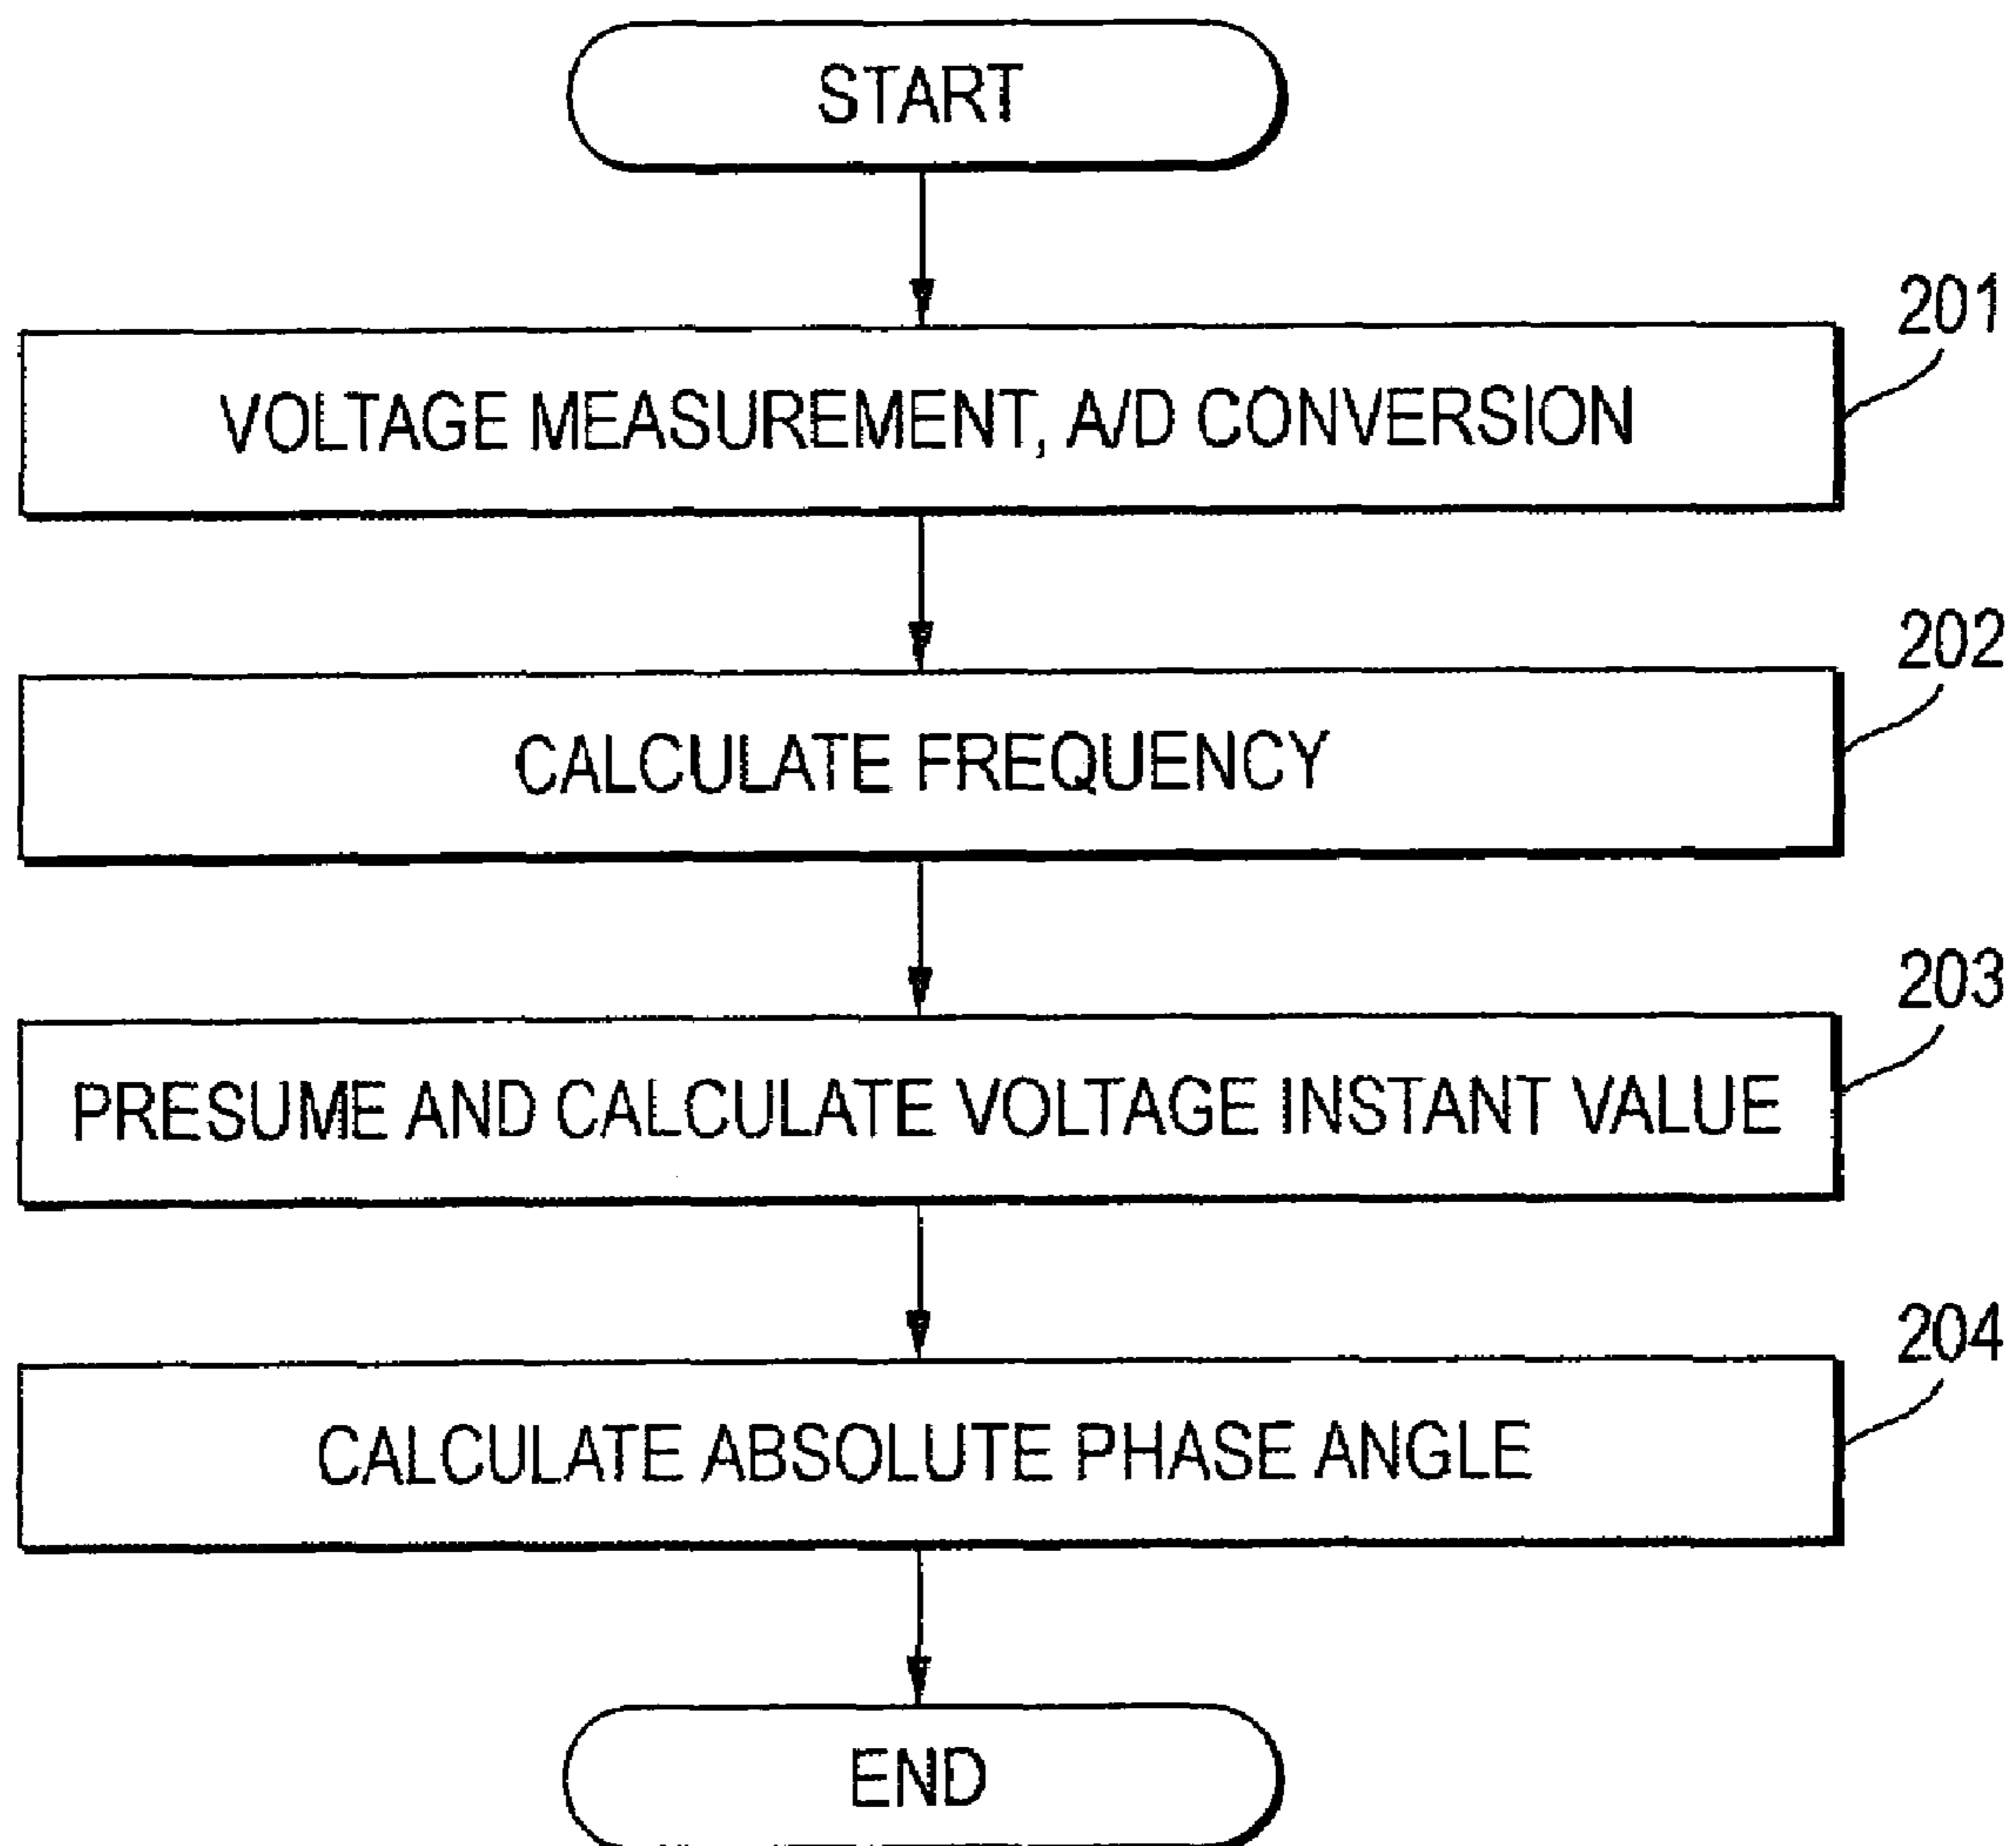 START
201
VOLTAGE MEASUREMENT, A/D CONVERSION
202
CALCULATE FREQUENCY
203
PRESUME AND CALCULATE VOLTAGE INSTANT VALUE
204
CALCULATE ABSOLUTE PHASE ANGLE
END